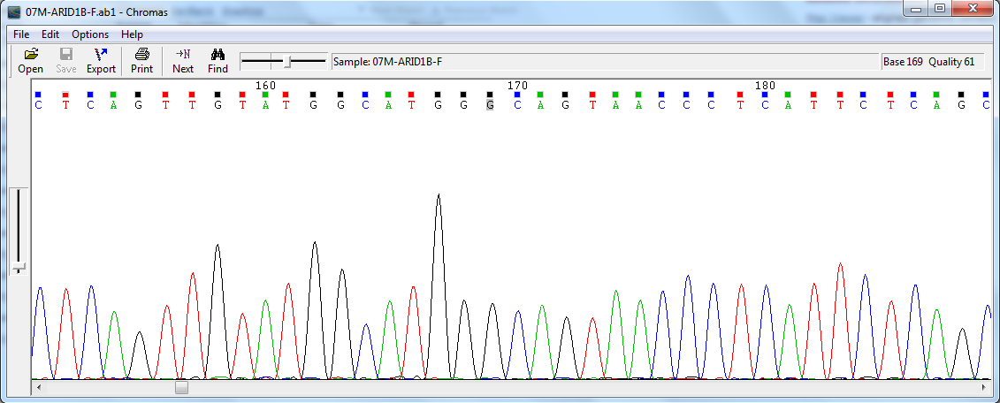 07M-ARID1B-F.ab1 - Chromas
File Edit Options Help
Open Save Export Print Next Find Sample: 07M-ARID1B-F Base 169 Quality 61
160 170 180
C T C A G T T G T A T G G C A T G G G C A G T A A C C C T C A T T C T C A G C